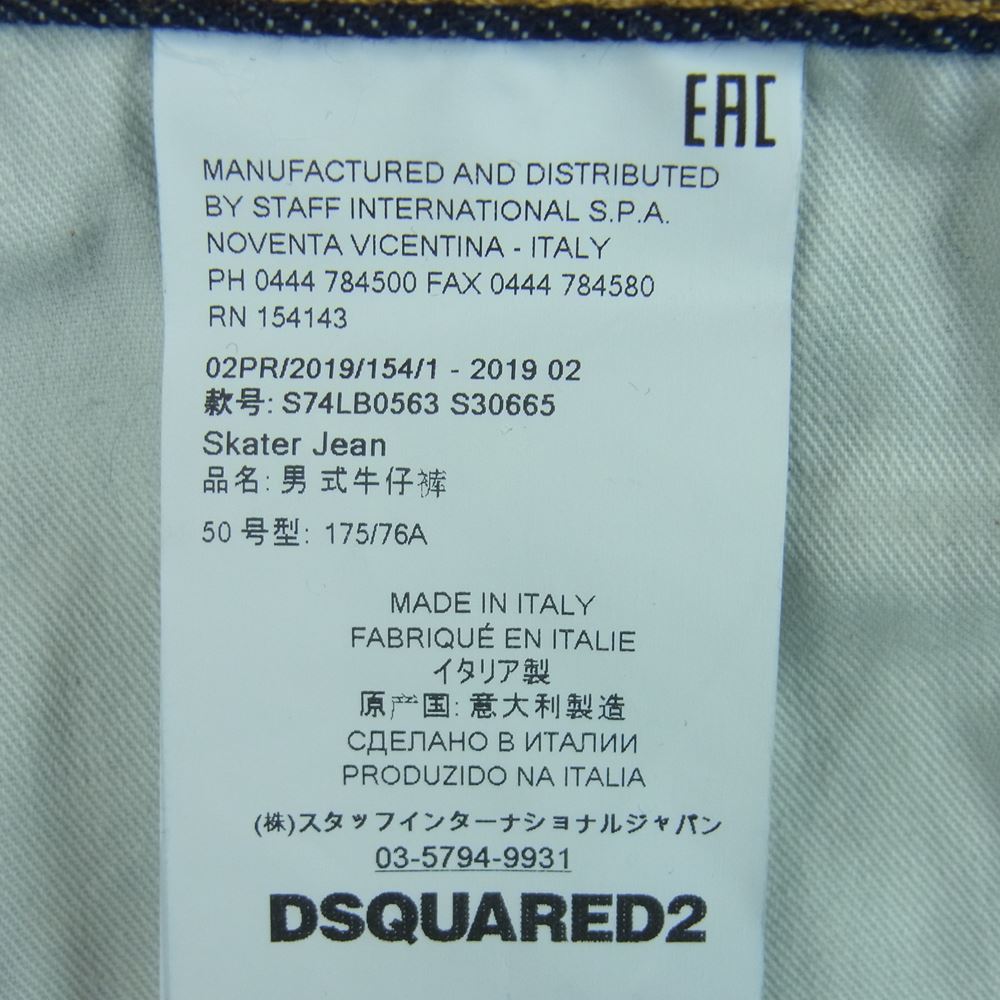 EAC
MANUFACTURED AND DISTRIBUTED
BY STAFF INTERNATIONAL S.P.A.
NOVENTA VICENTINA - ITALY
PH 0444 784500 FAX 0444 784580
RN 154143
02PR/2019/154/1 - 2019 02
款号: S74LB0563 S30665
Skater Jean
品名: 男 式牛仔裤
50 号型: 175/76A
MADE IN ITALY
FABRIQUÉ EN ITALIE
イタリア製
原产国: 意大利製造
СДЕЛАНО В ИТАЛИИ
PRODUZIDO NA ITALIA
(株)スタッフインターナショナルジャパン
03-5794-9931
DSQUARED2